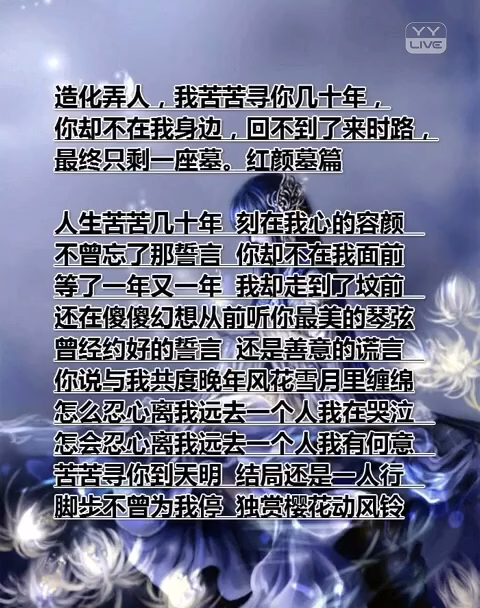 YY
LIVE
造化弄人，我苦苦寻你几十年，
你却不在我身边，回不到了来时路，
最终只剩一座墓。红颜墓篇
人生苦苦几十年 刻在我心的容颜
不曾忘了那誓言 你却不在我面前
等了一年又一年 我却走到了坟前
还在傻傻幻想从前听你最美的琴弦
曾经约好的誓言 还是善意的谎言
你说与我共度晚年风花雪月里缠绵
怎么忍心离我远去一个人我在哭泣
怎会忍心离我远去一个人我有何意
苦苦寻你到天明 结局还是一人行
脚步不曾为我停 独赏樱花动风铃